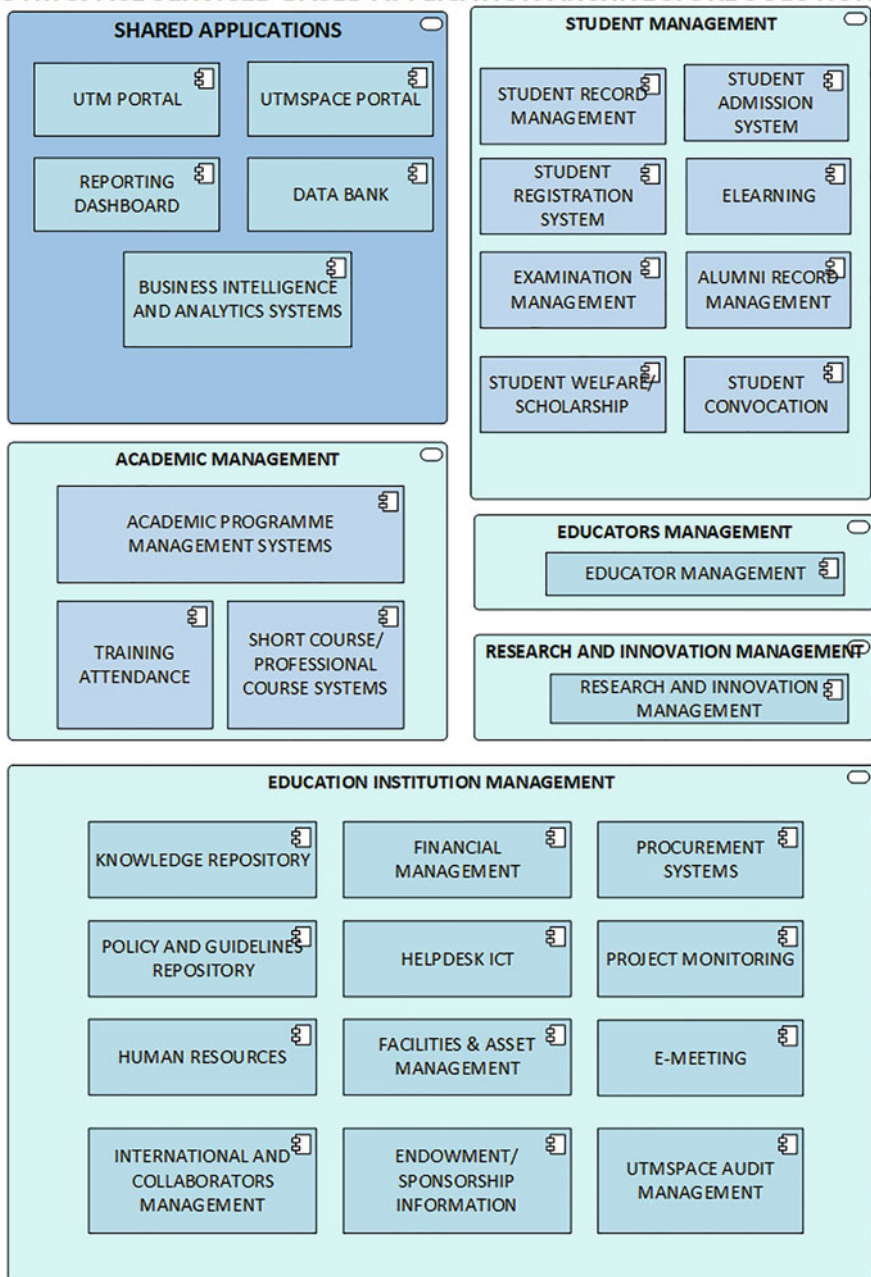 SHARED APPLICATIONS
UTM PORTAL
UTMSPACE PORTAL
REPORTING
DASHBOARD
DATA BANK
BUSINESS INTELLIGENCE
AND ANALYTICS SYSTEMS
STUDENT MANAGEMENT
STUDENT RECORD
MANAGEMENT
STUDENT
ADMISSION
SYSTEM
STUDENT
REGISTRATION
SYSTEM
ELEARNING
EXAMINATION
MANAGEMENT
ALUMNI RECORD
MANAGEMENT
STUDENT WELFARE/
SCHOLARSHIP
STUDENT
CONVOCATION
ACADEMIC MANAGEMENT
ACADEMIC PROGRAMME
MANAGEMENT SYSTEMS
TRAINING
ATTENDANCE
SHORT COURSE/
PROFESSIONAL
COURSE SYSTEMS
EDUCATORS MANAGEMENT
EDUCATOR MANAGEMENT
RESEARCH AND INNOVATION MANAGEMENT
RESEARCH AND INNOVATION
MANAGEMENT
EDUCATION INSTITUTION MANAGEMENT
KNOWLEDGE REPOSITORY
FINANCIAL
MANAGEMENT
PROCUREMENT
SYSTEMS
POLICY AND GUIDELINES
REPOSITORY
HELPDESK ICT
PROJECT MONITORING
HUMAN RESOURCES
FACILITIES & ASSET
MANAGEMENT
E-MEETING
INTERNATIONAL AND
COLLABORATORS
MANAGEMENT
ENDOWMENT/
SPONSORSHIP
INFORMATION
UTMSPACE AUDIT
MANAGEMENT